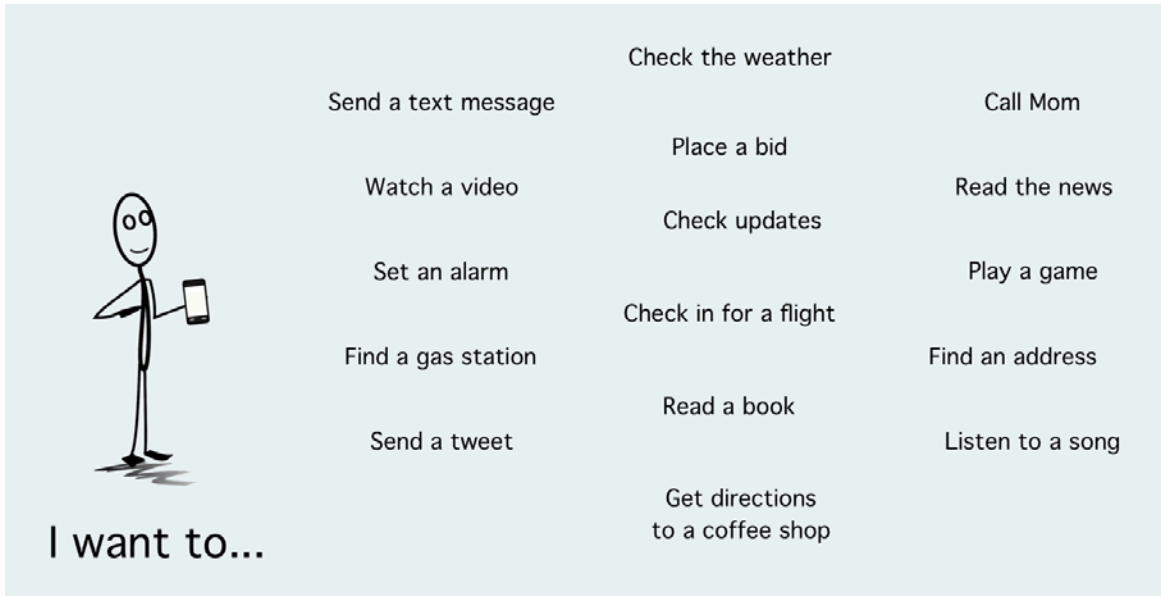 I want to...
Send a text message
Watch a video
Set an alarm
Find a gas station
Send a tweet
Check the weather
Place a bid
Check updates
Check in for a flight
Read a book
Get directions
to a coffee shop
Call Mom
Read the news
Play a game
Find an address
Listen to a song